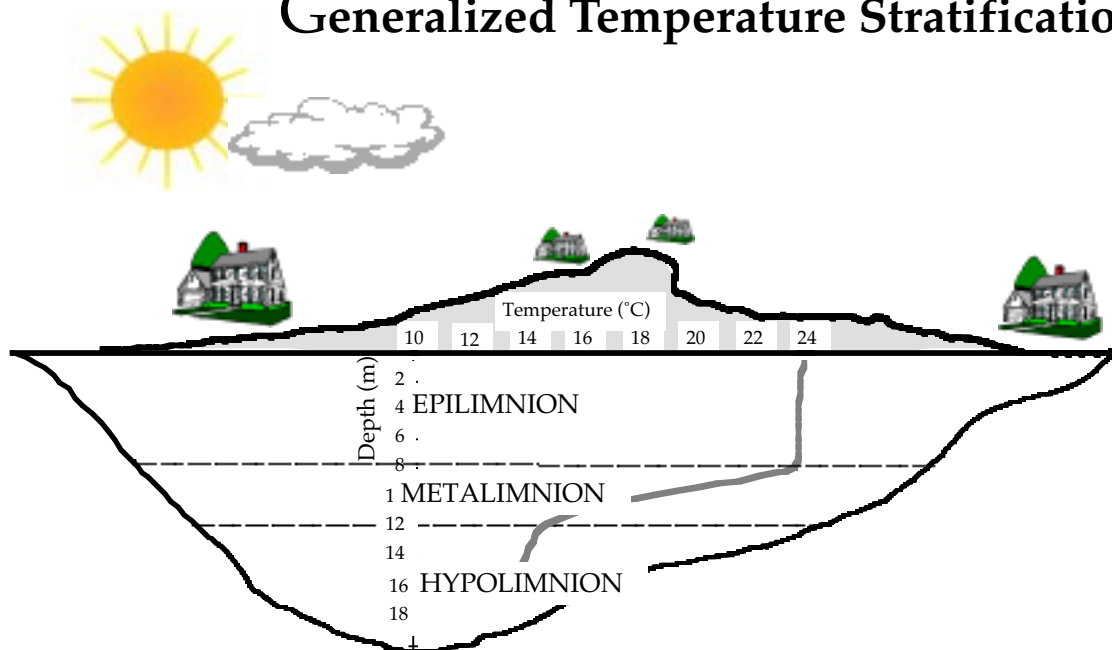 Generalized Temperature Stratificatio
Temperature (˚C)
10 12 14 16 18 20 22 24
Depth (m)
2
4 EPILIMNION
6
8
1 METALIMNION
12
14
16 HYPOLIMNION
18